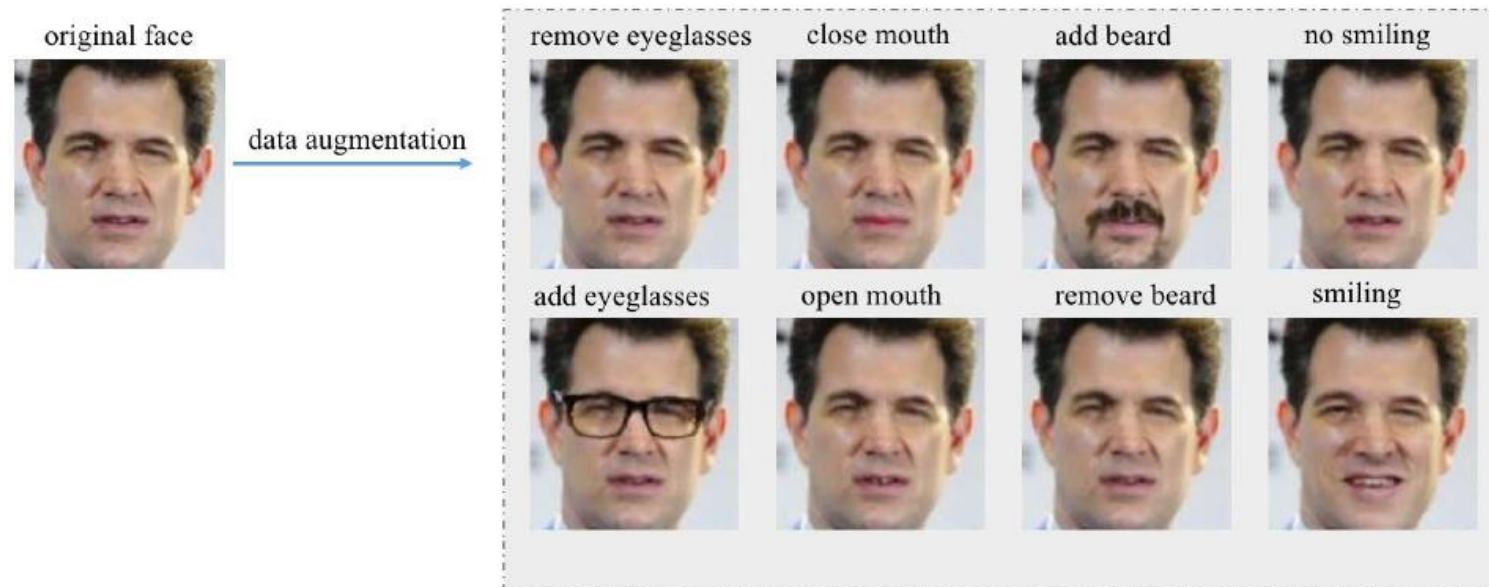 original face
data augmentation
remove eyeglasses
close mouth
add beard
no smiling
add eyeglasses
open mouth
remove beard
smiling